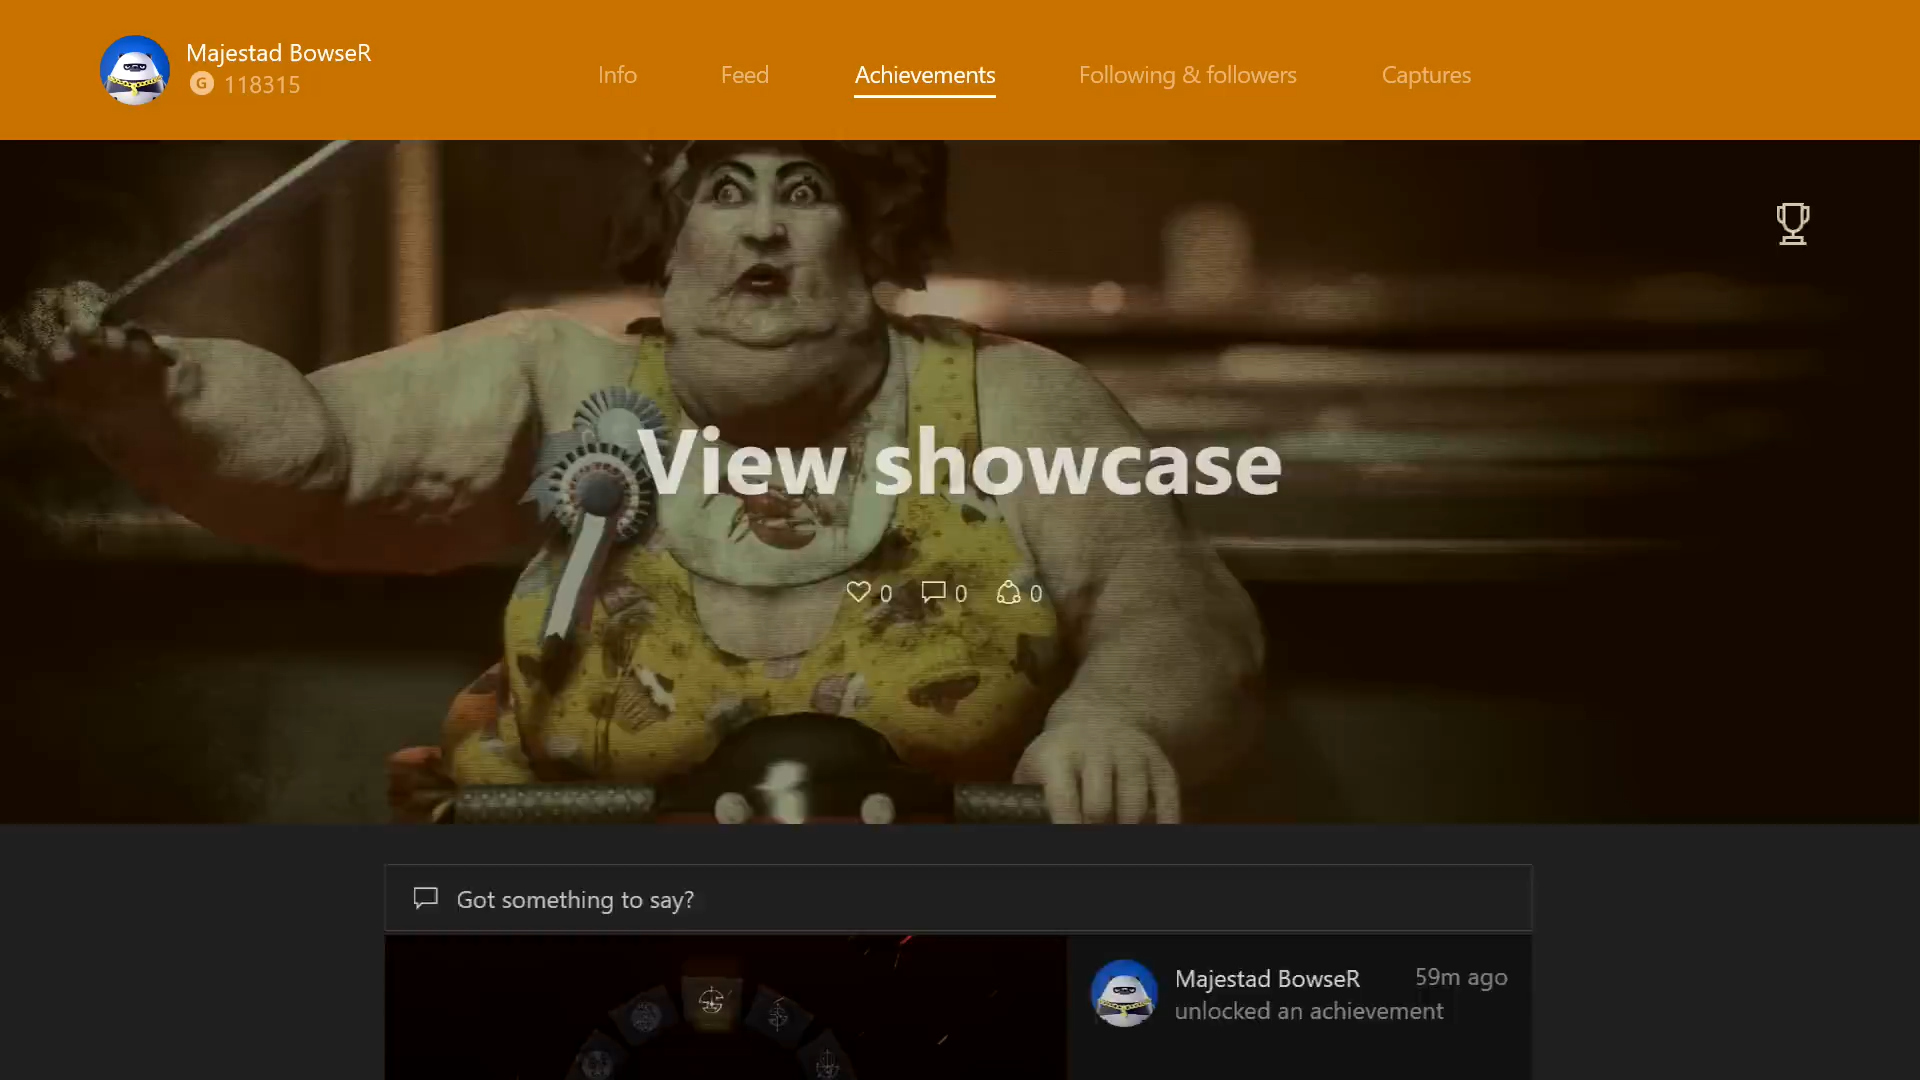 Majestad BowseR
G 118315
Info
Feed
Achievements
Following & followers
Captures
View showcase
0
0
0
Got something to say?
Majestad BowseR
59m ago
unlocked an achievement